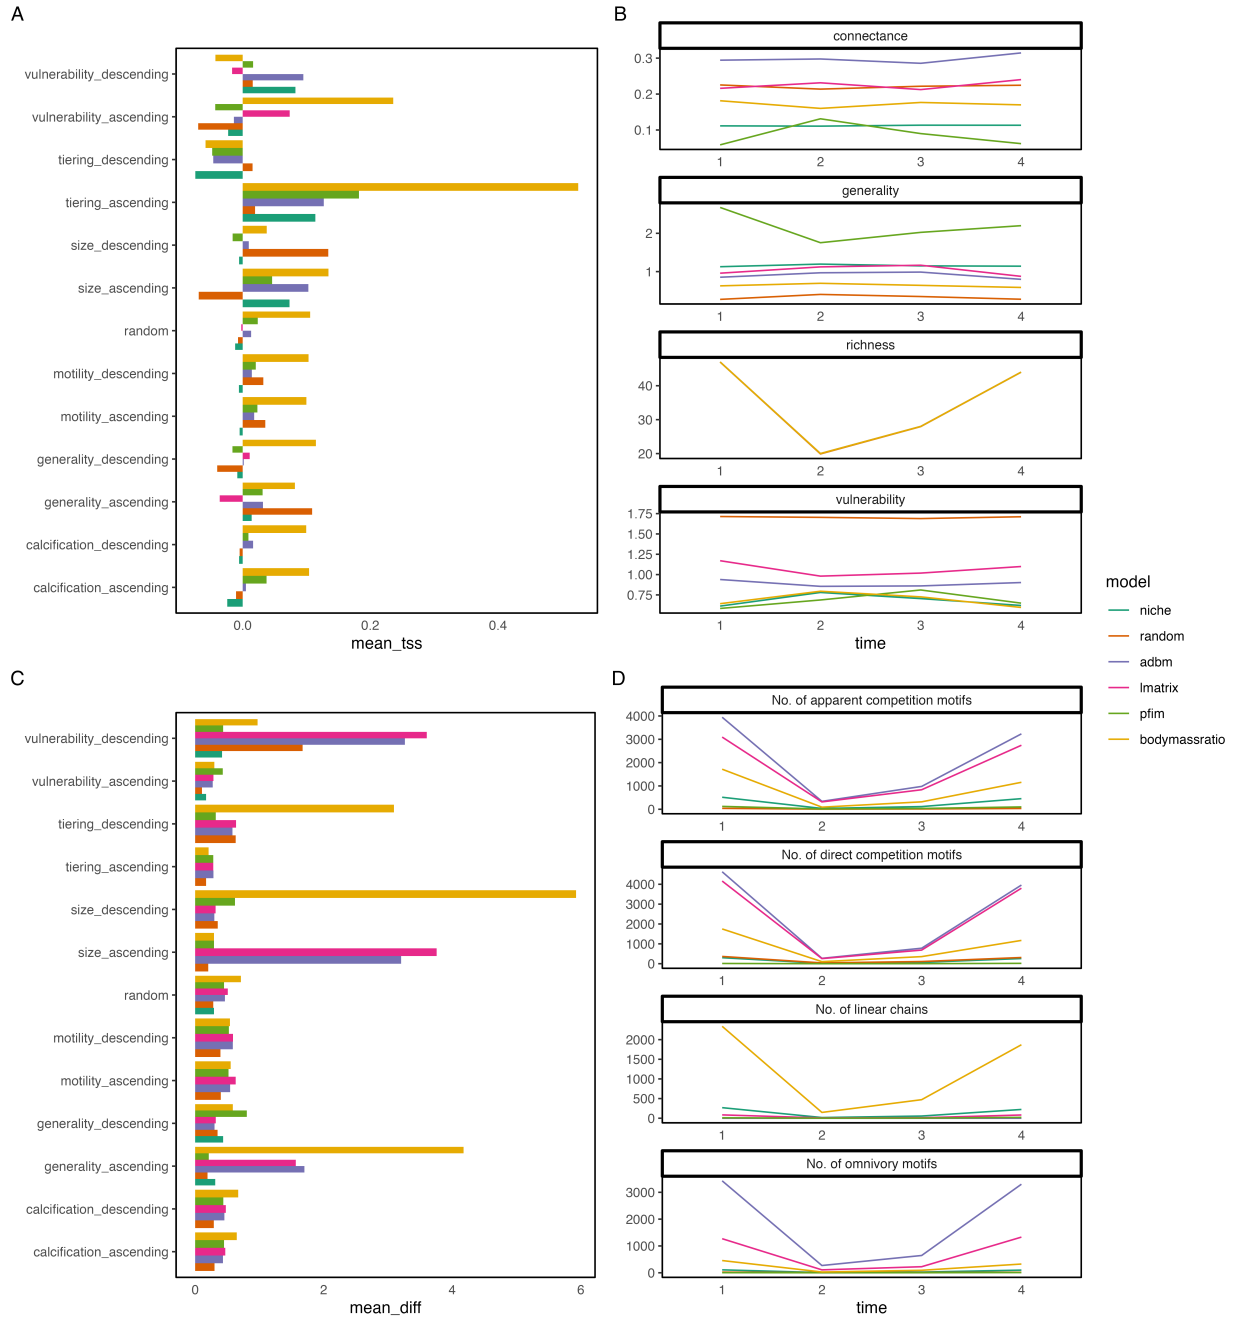 A
vulnerability_descending
vulnerability_ascending
tiering_descending
tiering_ascending
size_descending
size_ascending
random
motility_descending
motility_ascending
generality_descending
generality_ascending
calcification_descending
calcification_ascending
0.0 0.2 0.4
mean_tss
B
connectance
0.3
0.2
0.1
1 2 3 4
generality
2
1
1 2 3 4
richness
40
30
20
1 2 3 4
vulnerability
1.75
1.50
1.25
1.00
0.75
1 2 3 4
time
C
vulnerability_descending
vulnerability_ascending
tiering_descending
tiering_ascending
size_descending
size_ascending
random
motility_descending
motility_ascending
generality_descending
generality_ascending
calcification_descending
calcification_ascending
0 2 4 6
mean_diff
D
No. of apparent competition motifs
4000
3000
2000
1000
0
1 2 3 4
No. of direct competition motifs
4000
3000
2000
1000
0
1 2 3 4
No. of linear chains
2000
1500
1000
500
0
1 2 3 4
No. of omnivory motifs
3000
2000
1000
0
1 2 3 4
time
model
niche
random
adbm
lmatrix
pfim
bodymassratio